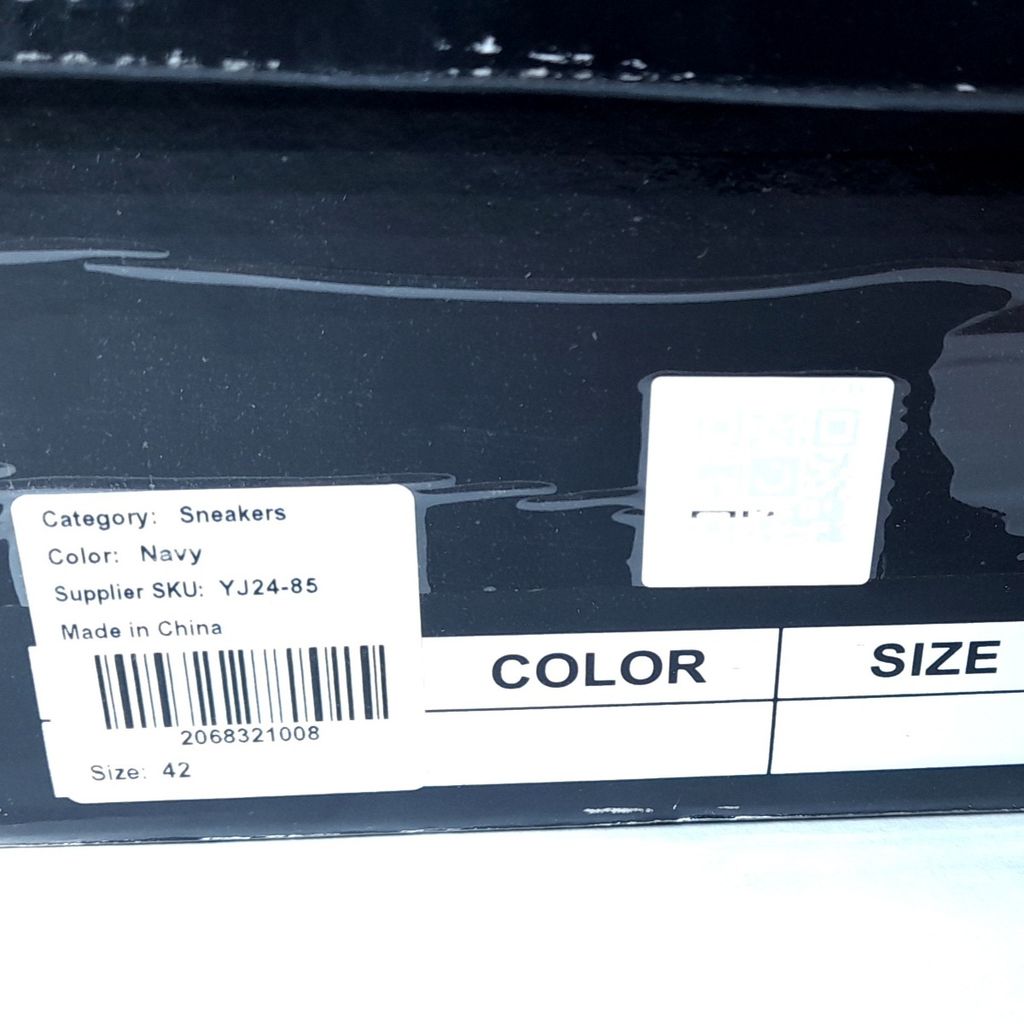 Category: Sneakers
Color: Navy
Supplier SKU: YJ24-85
Made in China
2068321008
Size: 42
COLOR
SIZE